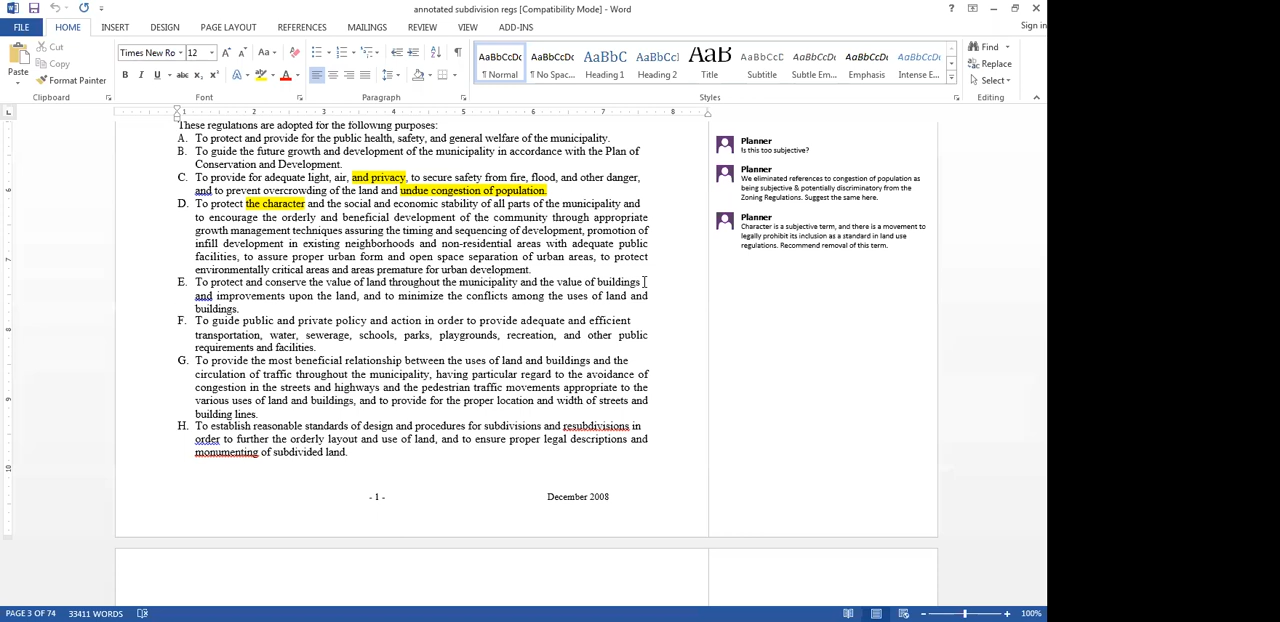 annotated subdivision regs [Compatibility Mode] - Word
Sign in
FILE HOME INSERT DESIGN PAGE LAYOUT REFERENCES MAILINGS REVIEW VIEW ADD-INS
Paste
Cut
Copy
Format Painter
Clipboard
Times New Ro 12
Font
Paragraph
AaBbCcDc AaBbCcDc AaBbC AaBbCcI AaB AaBbCcD AaBbCcDc AaBbCcDc AaBbCcDc
¶ Normal ¶ No Spac... Heading 1 Heading 2 Title Subtitle Subtle Em... Emphasis Intense E...
Styles
Find
Replace
Select
Editing
1 2 3 4 5 6 7 8
These regulations are adopted for the following purposes:
A. To protect and provide for the public health, safety, and general welfare of the municipality.
B. To guide the future growth and development of the municipality in accordance with the Plan of
Conservation and Development.
C. To provide for adequate light, air, and privacy, to secure safety from fire, flood, and other danger,
and to prevent overcrowding of the land and undue congestion of population.
D. To protect the character and the social and economic stability of all parts of the municipality and
to encourage the orderly and beneficial development of the community through appropriate
growth management techniques assuring the timing and sequencing of development, promotion of
infill development in existing neighborhoods and non-residential areas with adequate public
facilities, to assure proper urban form and open space separation of urban areas, to protect
environmentally critical areas and areas premature for urban development.
E. To protect and conserve the value of land throughout the municipality and the value of buildings
and improvements upon the land, and to minimize the conflicts among the uses of land and
buildings.
F. To guide public and private policy and action in order to provide adequate and efficient
transportation, water, sewerage, schools, parks, playgrounds, recreation, and other public
requirements and facilities.
G. To provide the most beneficial relationship between the uses of land and buildings and the
circulation of traffic throughout the municipality, having particular regard to the avoidance of
congestion in the streets and highways and the pedestrian traffic movements appropriate to the
various uses of land and buildings, and to provide for the proper location and width of streets and
building lines.
H. To establish reasonable standards of design and procedures for subdivisions and resubdivisions in
order to further the orderly layout and use of land, and to ensure proper legal descriptions and
monumenting of subdivided land.
- 1 - December 2008
Planner
Is this too subjective?
Planner
We eliminated references to congestion of population as
being subjective & potentially discriminatory from the
Zoning Regulations. Suggest the same here.
Planner
Character is a subjective term, and there is a movement to
legally prohibit its inclusion as a standard in land use
regulations. Recommend removal of this term.
6
7
8
9
10
PAGE 3 OF 74 33411 WORDS 100%